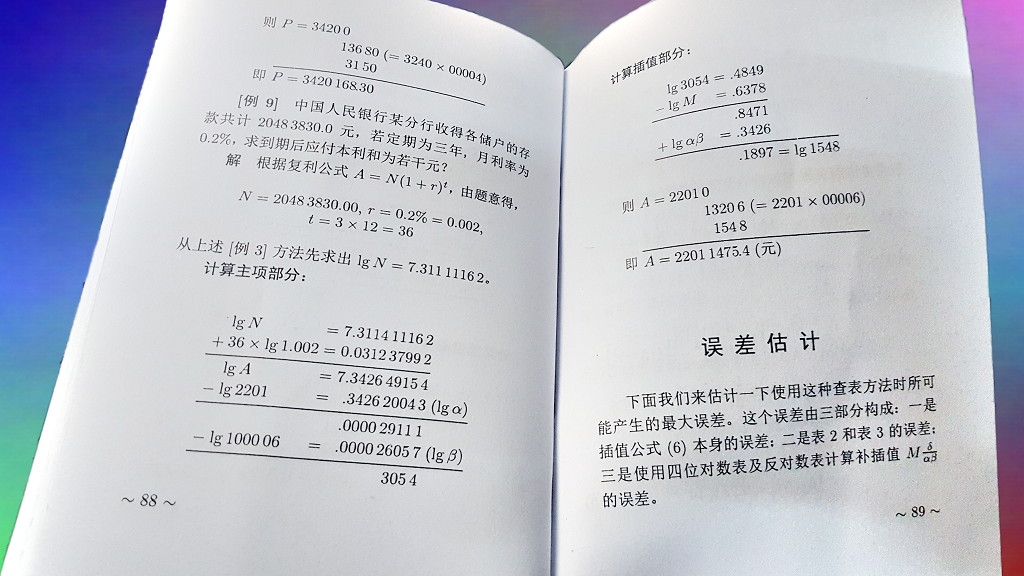 则 P = 3420 0
136 80 (= 3240 × 00004)
31 50
即 P = 3420 168.30
[例 9] 中国人民银行某分行收得各储户的存
款共计 2048 3830.0 元，若定期为三年，月利率为
0.2%，求到期后应付本利和为若干元？
解 根据复利公式 A = N(1 + r)^t，由题意得，
N = 2048 3830.00, r = 0.2% = 0.002,
t = 3 × 12 = 36
从上述 [例 3] 方法先求出 lg N = 7.311 1116 2。
计算主项部分：
lg N = 7.3114 1116 2
+ 36 × lg 1.002 = 0.0312 3799 2
lg A = 7.3426 4915 4
− lg 2201 = .3426 2004 3 (lg α)
.0000 2911 1
− lg 1000 06 = .0000 2605 7 (lg β)
305 4
～ 88 ～
计算插值部分：
lg 3054 = .4849
− lg M = .6378
.8471
+ lg αβ = .3426
.1897 = lg 1548
则 A = 2201 0
1320 6 (= 2201 × 00006)
154 8
即 A = 2201 1475.4 (元)
误差估计
下面我们来估计一下使用这种查表方法时所可
能产生的最大误差。这个误差由三部分构成：一是
插值公式 (6) 本身的误差；二是表 2 和表 3 的误差；
三是使用四位对数表及反对数表计算补插值 M δ/αβ
的误差。
～ 89 ～